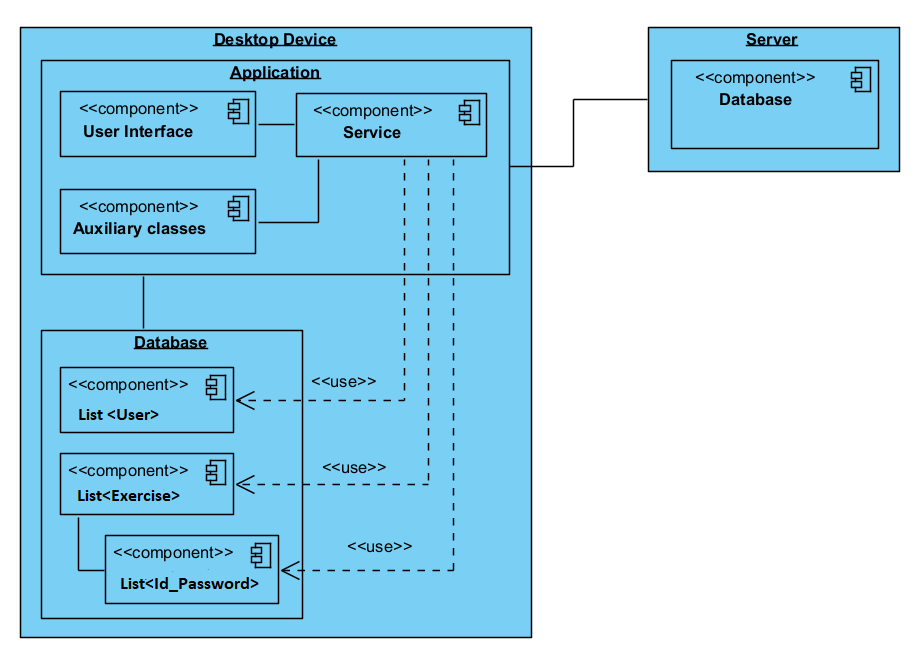 Desktop Device
Application
<<component>>
User Interface
<<component>>
Service
<<component>>
Auxiliary classes
Database
<<component>>
List <User>
<<use>>
<<component>>
List<Exercise>
<<use>>
<<component>>
List<Id_Password>
<<use>>
Server
<<component>>
Database